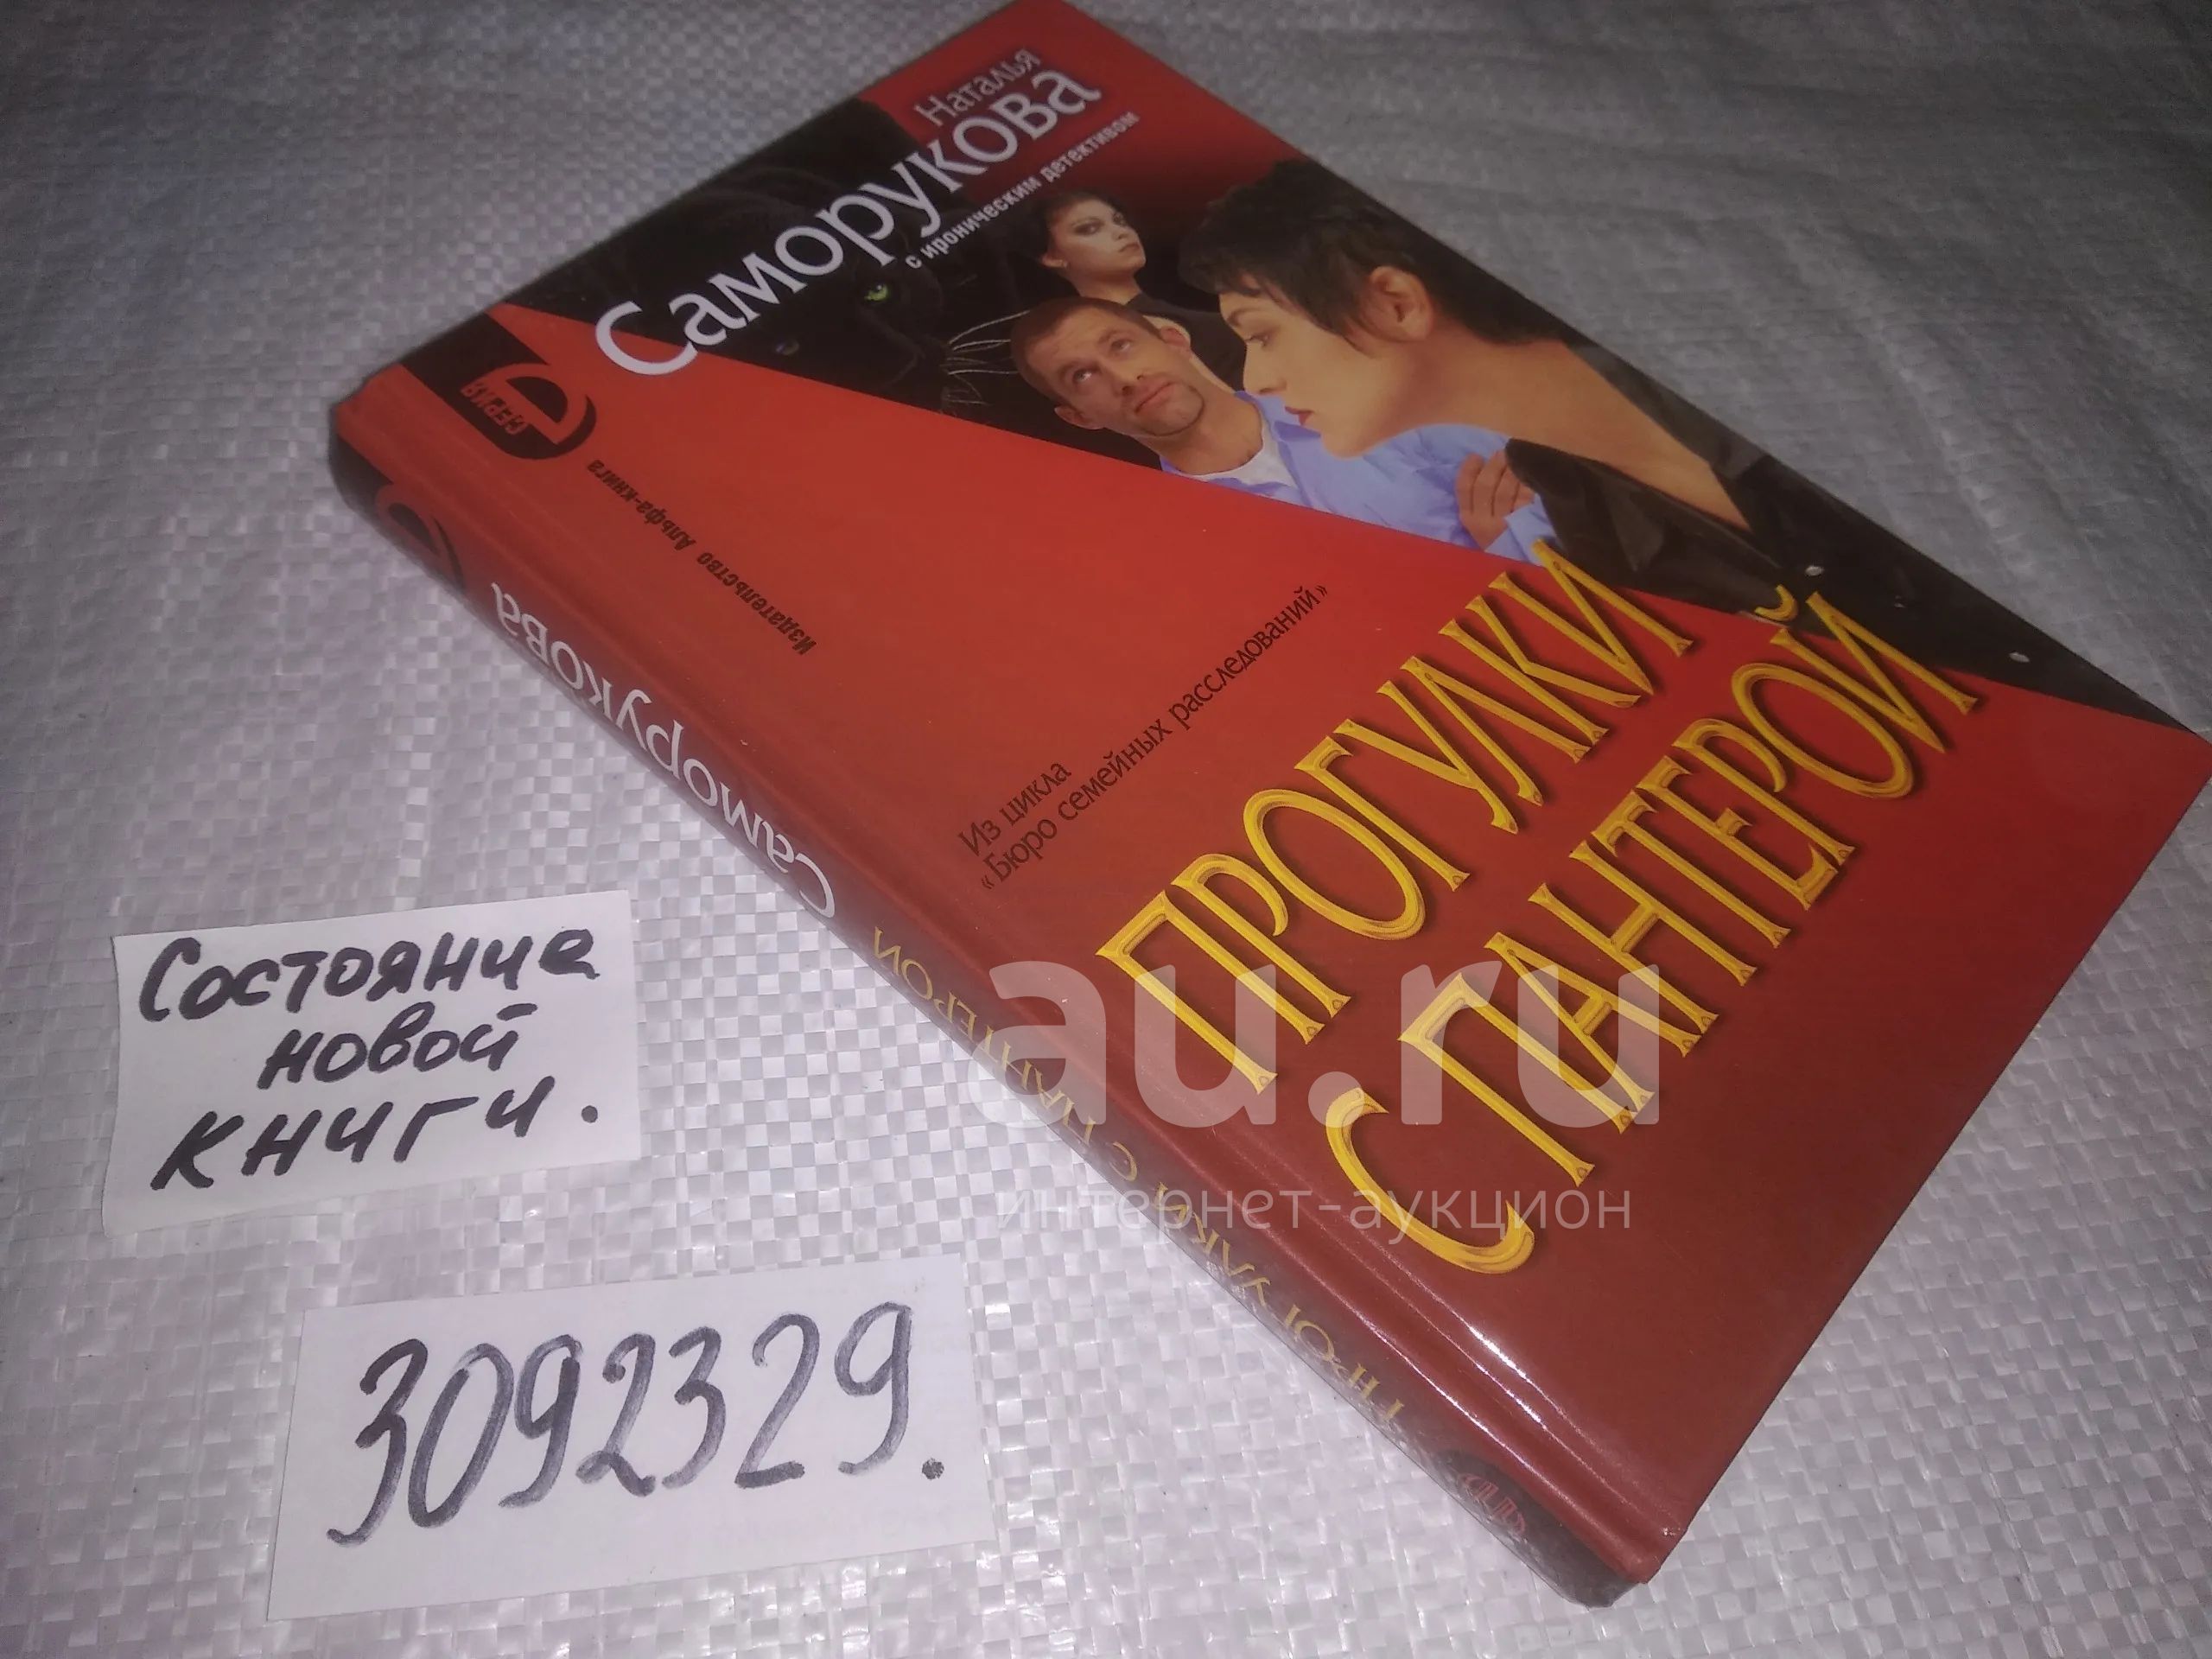 Наталья
Саморукова
с ироническим детективом
СЕРИЯ
Издательство Альфа-книга
Из цикла
«Бюро семейных расследований»
ПРОГУЛКИ
С ПАНТЕРОЙ
Саморукова
ПРОГУЛКИ С ПАНТЕРОЙ
Состояние
новой
книги.
3092329.
au.ru
интернет-аукцион